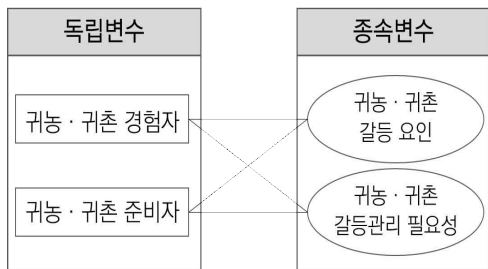 독립변수
귀농 · 귀촌 경험자
귀농 · 귀촌 준비자
종속변수
귀농 · 귀촌
갈등 요인
귀농 · 귀촌
갈등관리 필요성